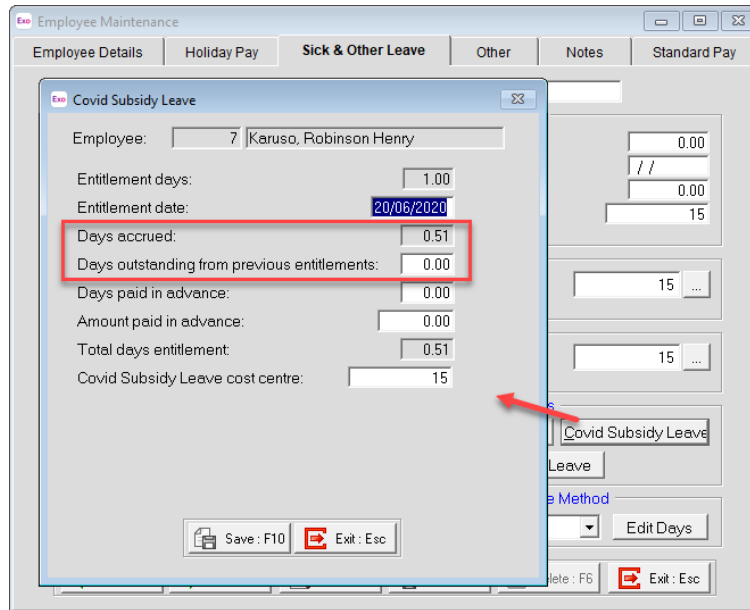 Exo Employee Maintenance
Employee Details Holiday Pay Sick & Other Leave Other Notes Standard Pay
Exo Covid Subsidy Leave
Employee: 7 Karuso, Robinson Henry
0.00
/ /
Entitlement days: 1.00
0.00
Entitlement date: 20/06/2020
15
Days accrued: 0.51
Days outstanding from previous entitlements: 0.00
Days paid in advance: 0.00
15 ...
Amount paid in advance: 0.00
Total days entitlement: 0.51
15 ...
Covid Subsidy Leave cost centre: 15
Covid Subsidy Leave
Leave
Method
Edit Days
Save : F10 Exit : Esc
: F6 Exit : Esc